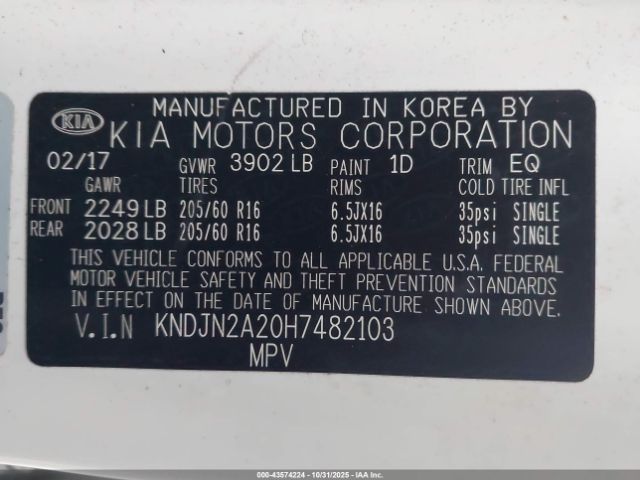 MANUFACTURED IN KOREA BY
KIA KIA MOTORS CORPORATION
02/17 GVWR 3902 LB PAINT 1D TRIM EQ
GAWR TIRES RIMS COLD TIRE INFL
FRONT 2249 LB 205/60 R16 6.5JX16 35psi SINGLE
REAR 2028 LB 205/60 R16 6.5JX16 35psi SINGLE
THIS VEHICLE CONFORMS TO ALL APPLICABLE U.S.A. FEDERAL
MOTOR VEHICLE SAFETY AND THEFT PREVENTION STANDARDS
IN EFFECT ON THE DATE OF MANUFACTURE SHOWN ABOVE.
V.I.N KNDJN2A20H7482103
MPV
000-43574224 - 10/31/2025 - Copyright IAA, Inc.